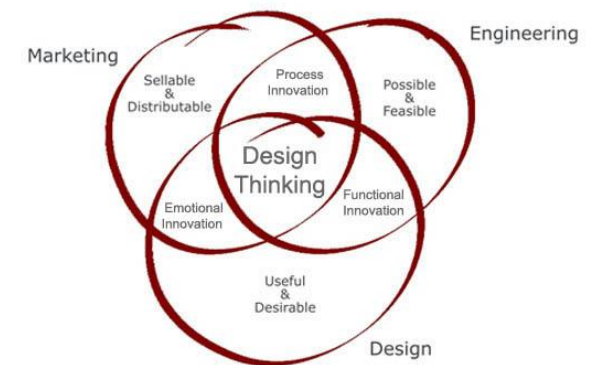 Marketing
Engineering
Sellable
&
Distributable
Process
Innovation
Possible
&
Feasible
Design
Thinking
Emotional
Innovation
Functional
Innovation
Useful
&
Desirable
Design